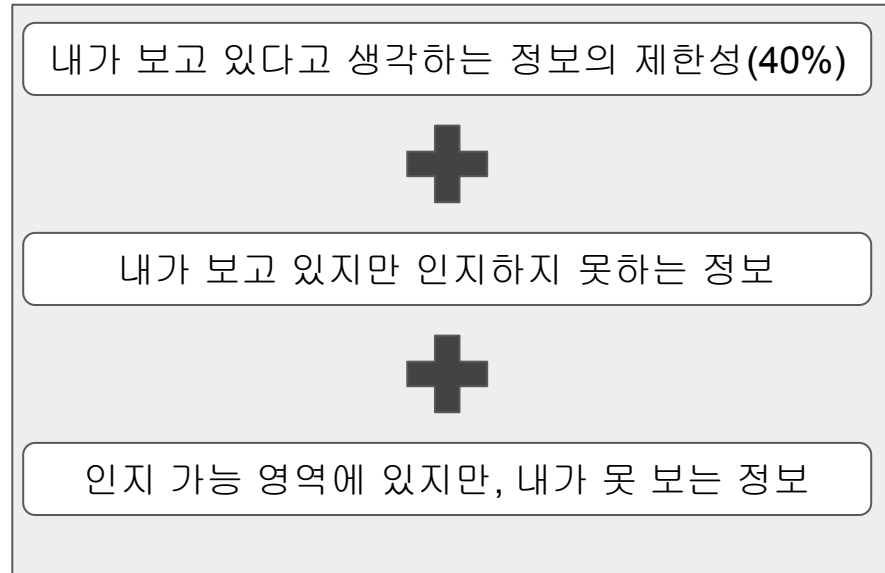 내가 보고 있다고 생각하는 정보의 제한성(40%)
내가 보고 있지만 인지하지 못하는 정보
인지 가능 영역에 있지만, 내가 못 보는 정보